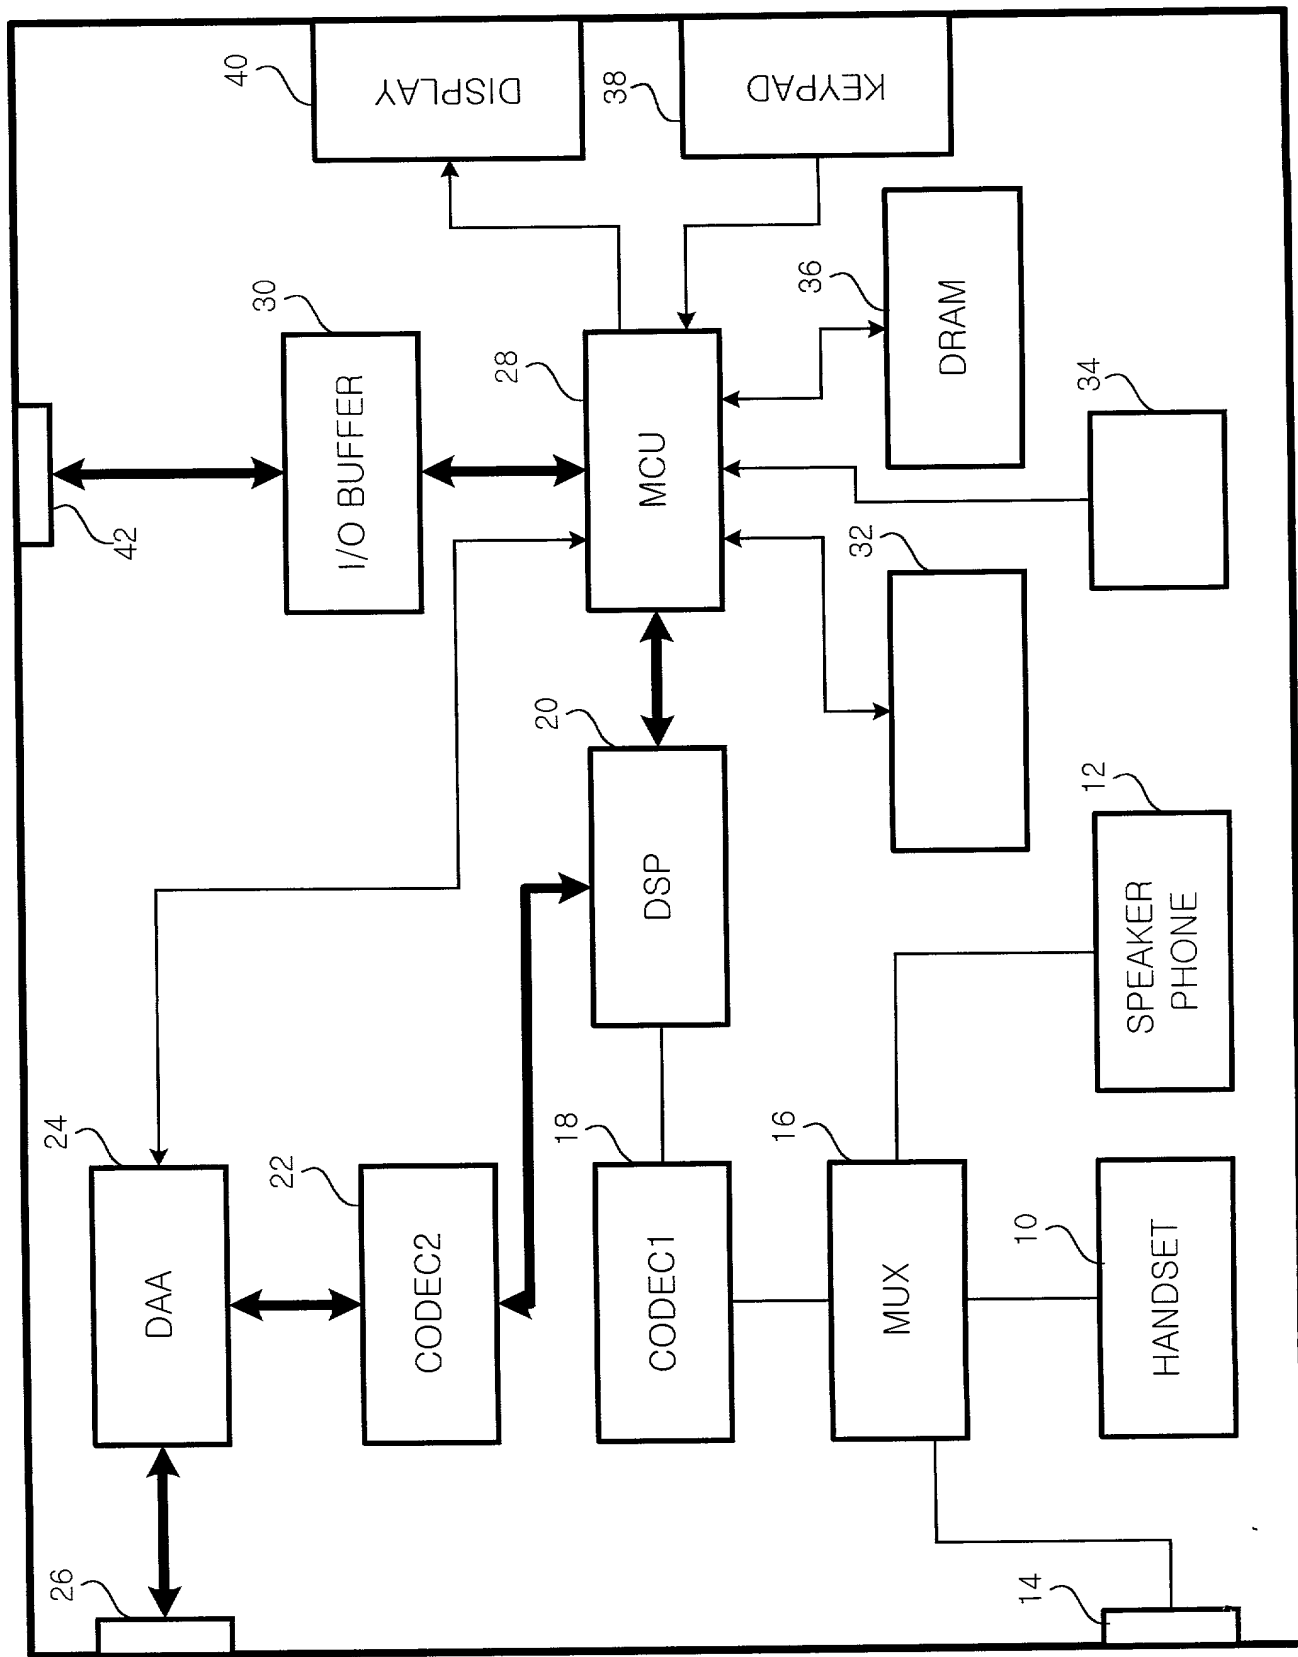 26
24
42
40
DAA
22
30
CODEC2
I/O BUFFER
DISPLAY
18
20
28
38
CODEC1
DSP
MCU
KEYPAD
16
32
36
MUX
DRAM
14
10
12
34
HANDSET
SPEAKER
PHONE